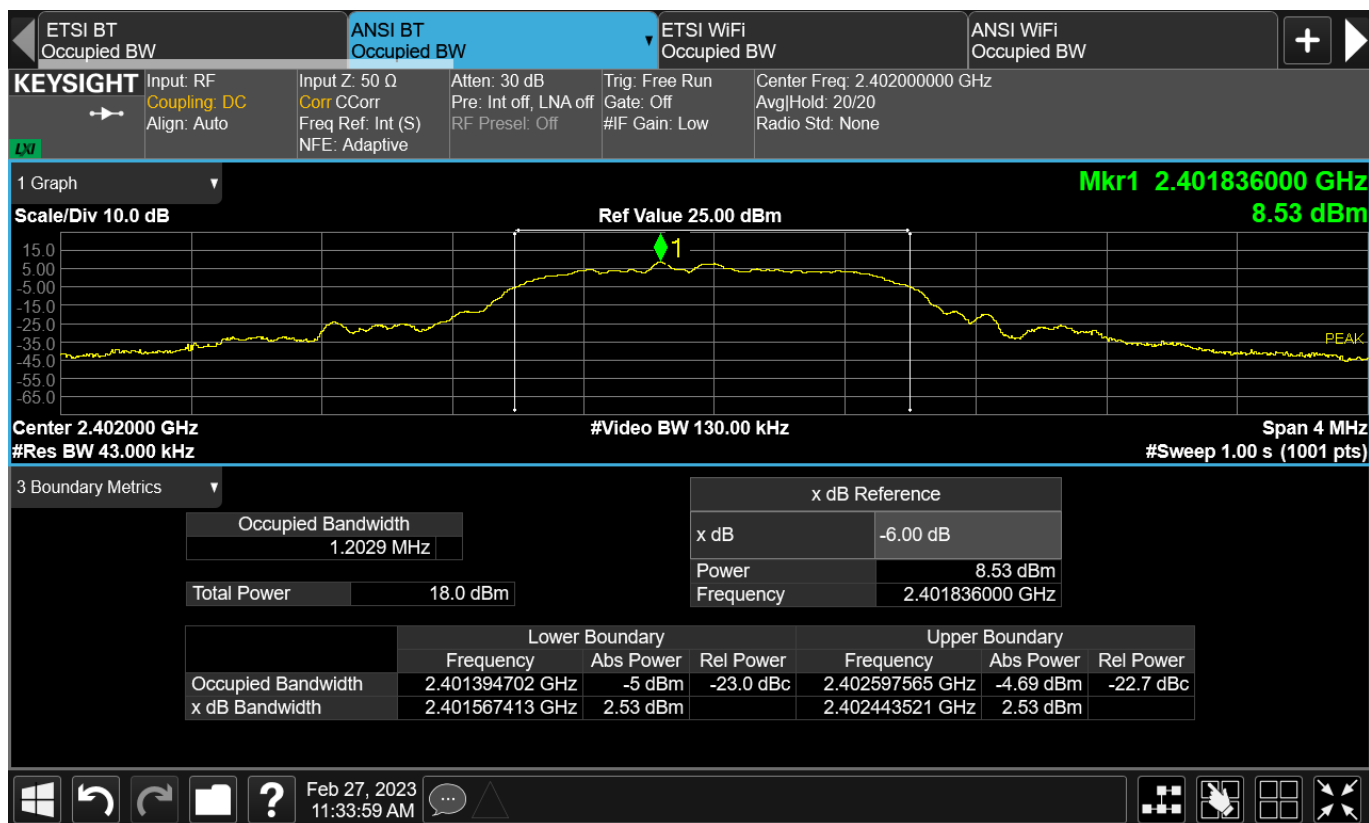 ETSI BT
Occupied BW
ANSI BT
Occupied BW
ETSI WiFi
Occupied BW
ANSI WiFi
Occupied BW
KEYSIGHT
LXI
Input: RF
Coupling: DC
Align: Auto
Input Z: 50 Ω
Corr CCorr
Freq Ref: Int (S)
NFE: Adaptive
Atten: 30 dB
Pre: Int off, LNA off
RF Presel: Off
Trig: Free Run
Gate: Off
#IF Gain: Low
Center Freq: 2.402000000 GHz
Avg|Hold: 20/20
Radio Std: None
1 Graph
Mkr1 2.401836000 GHz
8.53 dBm
Scale/Div 10.0 dB
Ref Value 25.00 dBm
15.0
5.00
-5.00
-15.0
-25.0
-35.0
-45.0
-55.0
-65.0
1
PEAK
Center 2.402000 GHz
#Video BW 130.00 kHz
Span 4 MHz
#Res BW 43.000 kHz
#Sweep 1.00 s (1001 pts)
3 Boundary Metrics
Occupied Bandwidth
1.2029 MHz
Total Power 18.0 dBm
x dB Reference
x dB -6.00 dB
Power 8.53 dBm
Frequency 2.401836000 GHz
Lower Boundary Upper Boundary
Frequency Abs Power Rel Power Frequency Abs Power Rel Power
Occupied Bandwidth 2.401394702 GHz -5 dBm -23.0 dBc 2.402597565 GHz -4.69 dBm -22.7 dBc
x dB Bandwidth 2.401567413 GHz 2.53 dBm 2.402443521 GHz 2.53 dBm
?
Feb 27, 2023
11:33:59 AM